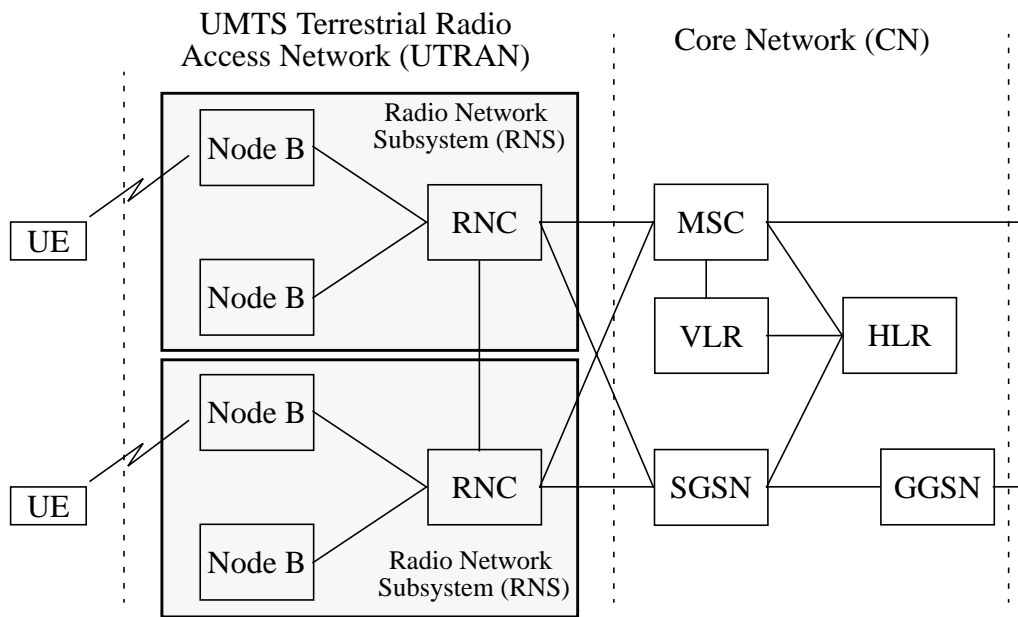 UMTS Terrestrial Radio
Access Network (UTRAN)
Core Network (CN)
Radio Network
Subsystem (RNS)
Node B
RNC
MSC
UE
Node B
VLR
HLR
Node B
RNC
SGSN
GGSN
UE
Node B
Radio Network
Subsystem (RNS)